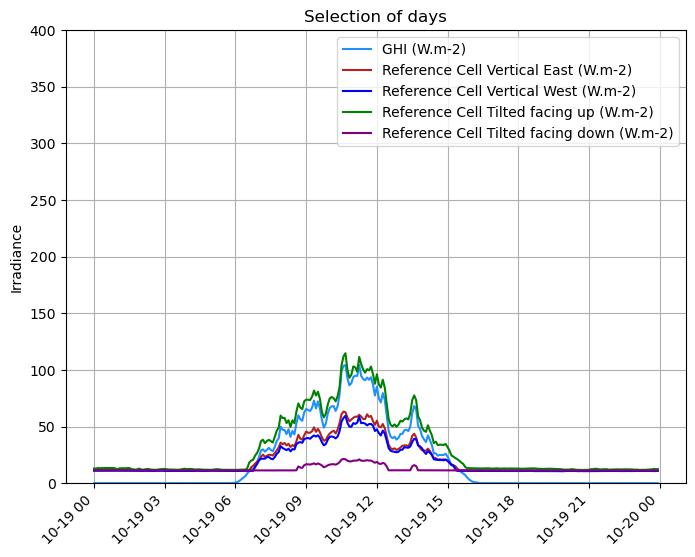 Selection of days
400
350
300
250
200
150
100
50
0
Irradiance
GHI (W.m-2)
Reference Cell Vertical East (W.m-2)
Reference Cell Vertical West (W.m-2)
Reference Cell Tilted facing up (W.m-2)
Reference Cell Tilted facing down (W.m-2)
10-19 00
10-19 03
10-19 06
10-19 09
10-19 12
10-19 15
10-19 18
10-19 21
10-20 00